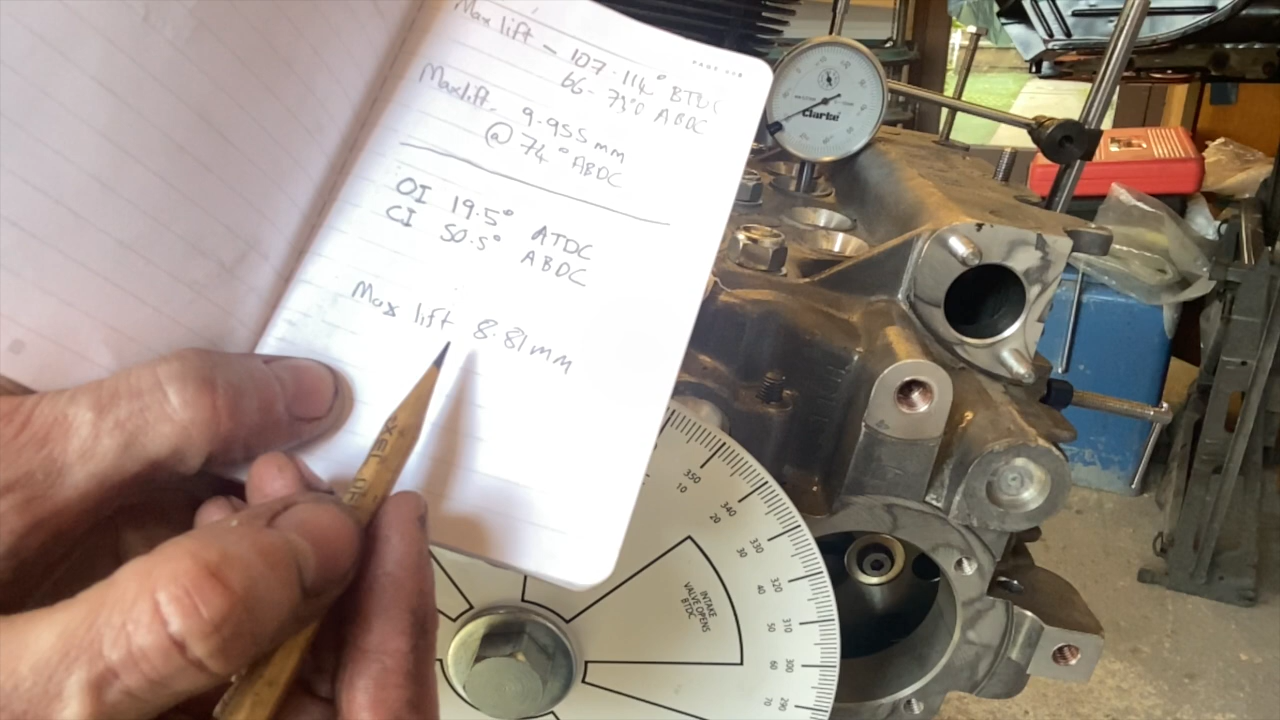 Max lift - 107-114° BTDC
66-73° ABDC
Max lift. 9.955mm
@ 74° ABDC
OI 19.5° ATDC
CI 50.5° ABDC
Max lift 8.81mm
Clarke
350
10
340
20
330
30
320
40
310
50
300
60
290
70
INTAKE
VALVE OPENS
BTDC